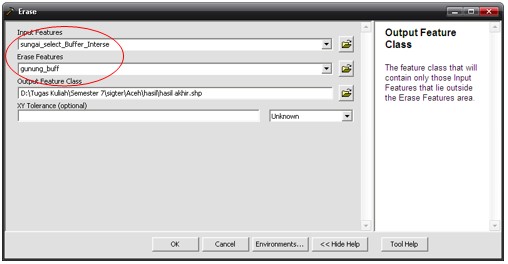 Erase
Input Features
sungai_select_Buffer_Interse
Erase Features
gunung_buff
Output Feature Class
D:\Tugas Kuliah\Semester 7\sigter\Aceh\hasil\hasil akhir.shp
XY Tolerance (optional)
Unknown
Output Feature
Class
The feature class that will
contain only those Input
Features that lie outside
the Erase Features area.
OK
Cancel
Environments...
<< Hide Help
Tool Help